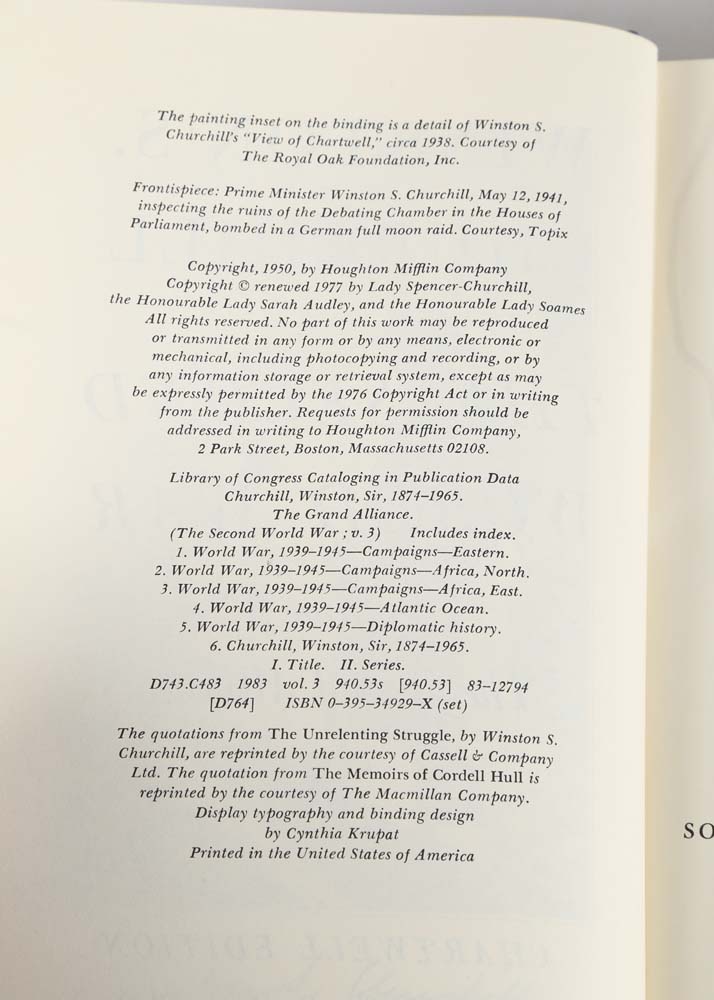 The painting inset on the binding is a detail of Winston S.
Churchill's "View of Chartwell," circa 1938. Courtesy of
The Royal Oak Foundation, Inc.
Frontispiece: Prime Minister Winston S. Churchill, May 12, 1941,
inspecting the ruins of the Debating Chamber in the Houses of
Parliament, bombed in a German full moon raid. Courtesy, Topix
Copyright, 1950, by Houghton Mifflin Company
Copyright © renewed 1977 by Lady Spencer-Churchill,
the Honourable Lady Sarah Audley, and the Honourable Lady Soames
All rights reserved. No part of this work may be reproduced
or transmitted in any form or by any means, electronic or
mechanical, including photocopying and recording, or by
any information storage or retrieval system, except as may
be expressly permitted by the 1976 Copyright Act or in writing
from the publisher. Requests for permission should be
addressed in writing to Houghton Mifflin Company,
2 Park Street, Boston, Massachusetts 02108.
Library of Congress Cataloging in Publication Data
Churchill, Winston, Sir, 1874–1965.
The Grand Alliance.
(The Second World War ; v. 3) Includes index.
1. World War, 1939–1945—Campaigns—Eastern.
2. World War, 1939–1945—Campaigns—Africa, North.
3. World War, 1939–1945—Campaigns—Africa, East.
4. World War, 1939–1945—Atlantic Ocean.
5. World War, 1939–1945—Diplomatic history.
6. Churchill, Winston, Sir, 1874–1965.
I. Title. II. Series.
D743.C483 1983 vol. 3 940.53s [940.53] 83–12794
[D764] ISBN 0–395–34929–X (set)
The quotations from The Unrelenting Struggle, by Winston S.
Churchill, are reprinted by the courtesy of Cassell & Company
Ltd. The quotation from The Memoirs of Cordell Hull is
reprinted by the courtesy of The Macmillan Company.
Display typography and binding design
by Cynthia Krupat
Printed in the United States of America
SO
CHARTWELL EDITION